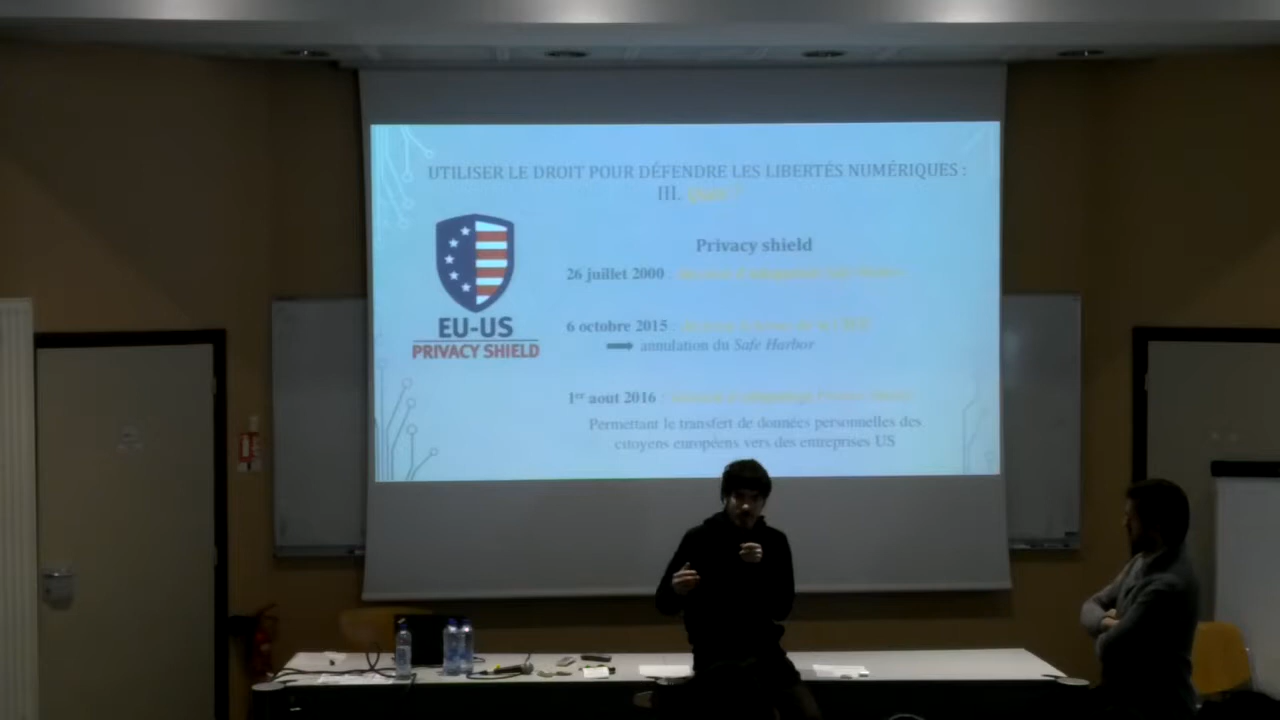 UTILISER LE DROIT POUR DÉFENDRE LES LIBERTÉS NUMÉRIQUES :
III.
Privacy shield
26 juillet 2000 :
EU-US
PRIVACY SHIELD
6 octobre 2015 :
annulation du Safe Harbor
1er aout 2016 :
Permettant le transfert de données personnelles des
citoyens européens vers des entreprises US